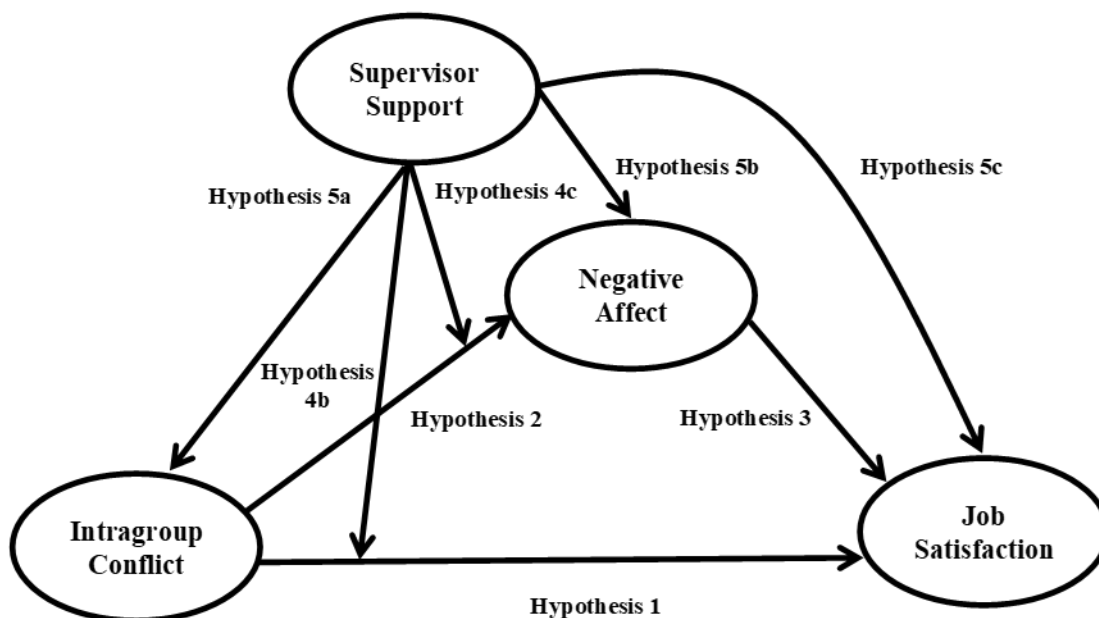 Supervisor
Support
Hypothesis 5a
Hypothesis 4c
Hypothesis 5b
Hypothesis 5c
Negative
Affect
Hypothesis
4b
Hypothesis 2
Hypothesis 3
Intragroup
Conflict
Job
Satisfaction
Hypothesis 1